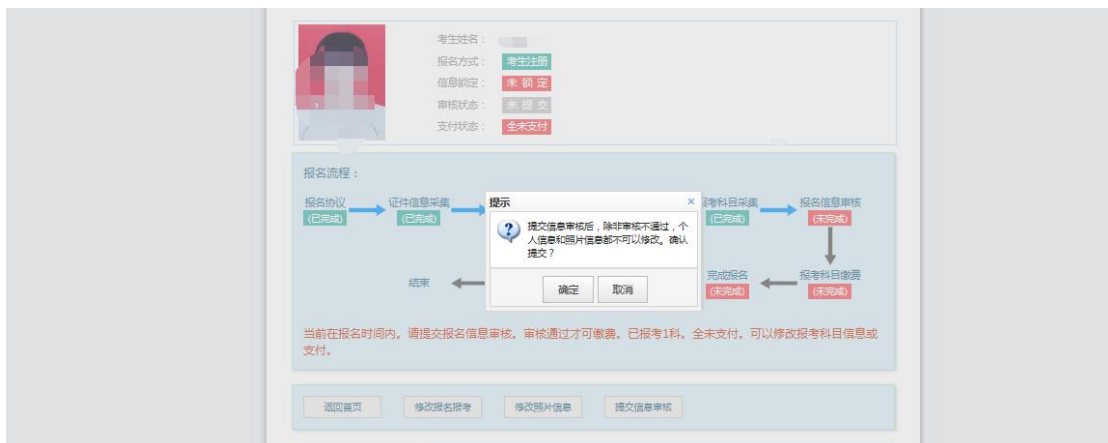 考生姓名：
报名方式： 考生注册
信息锁定： 未 锁 定
审核状态： 未 提 交
支付状态： 全未支付
报名流程：
报名协议
(已完成)
证件信息采集
(已完成)
报考科目采集
(已完成)
报名信息审核
(未完成)
提示 ×
提交信息审核后，除非审核不通过，个
人信息和照片信息都不可以修改。确认
提交？
确定 取消
结束
完成报名
(未完成)
报考科目缴费
(未完成)
当前在报名时间内。请提交报名信息审核。审核通过才可缴费。已报考1科。全未支付。可以修改报考科目信息或
支付。
返回首页 修改报名报考 修改照片信息 提交信息审核